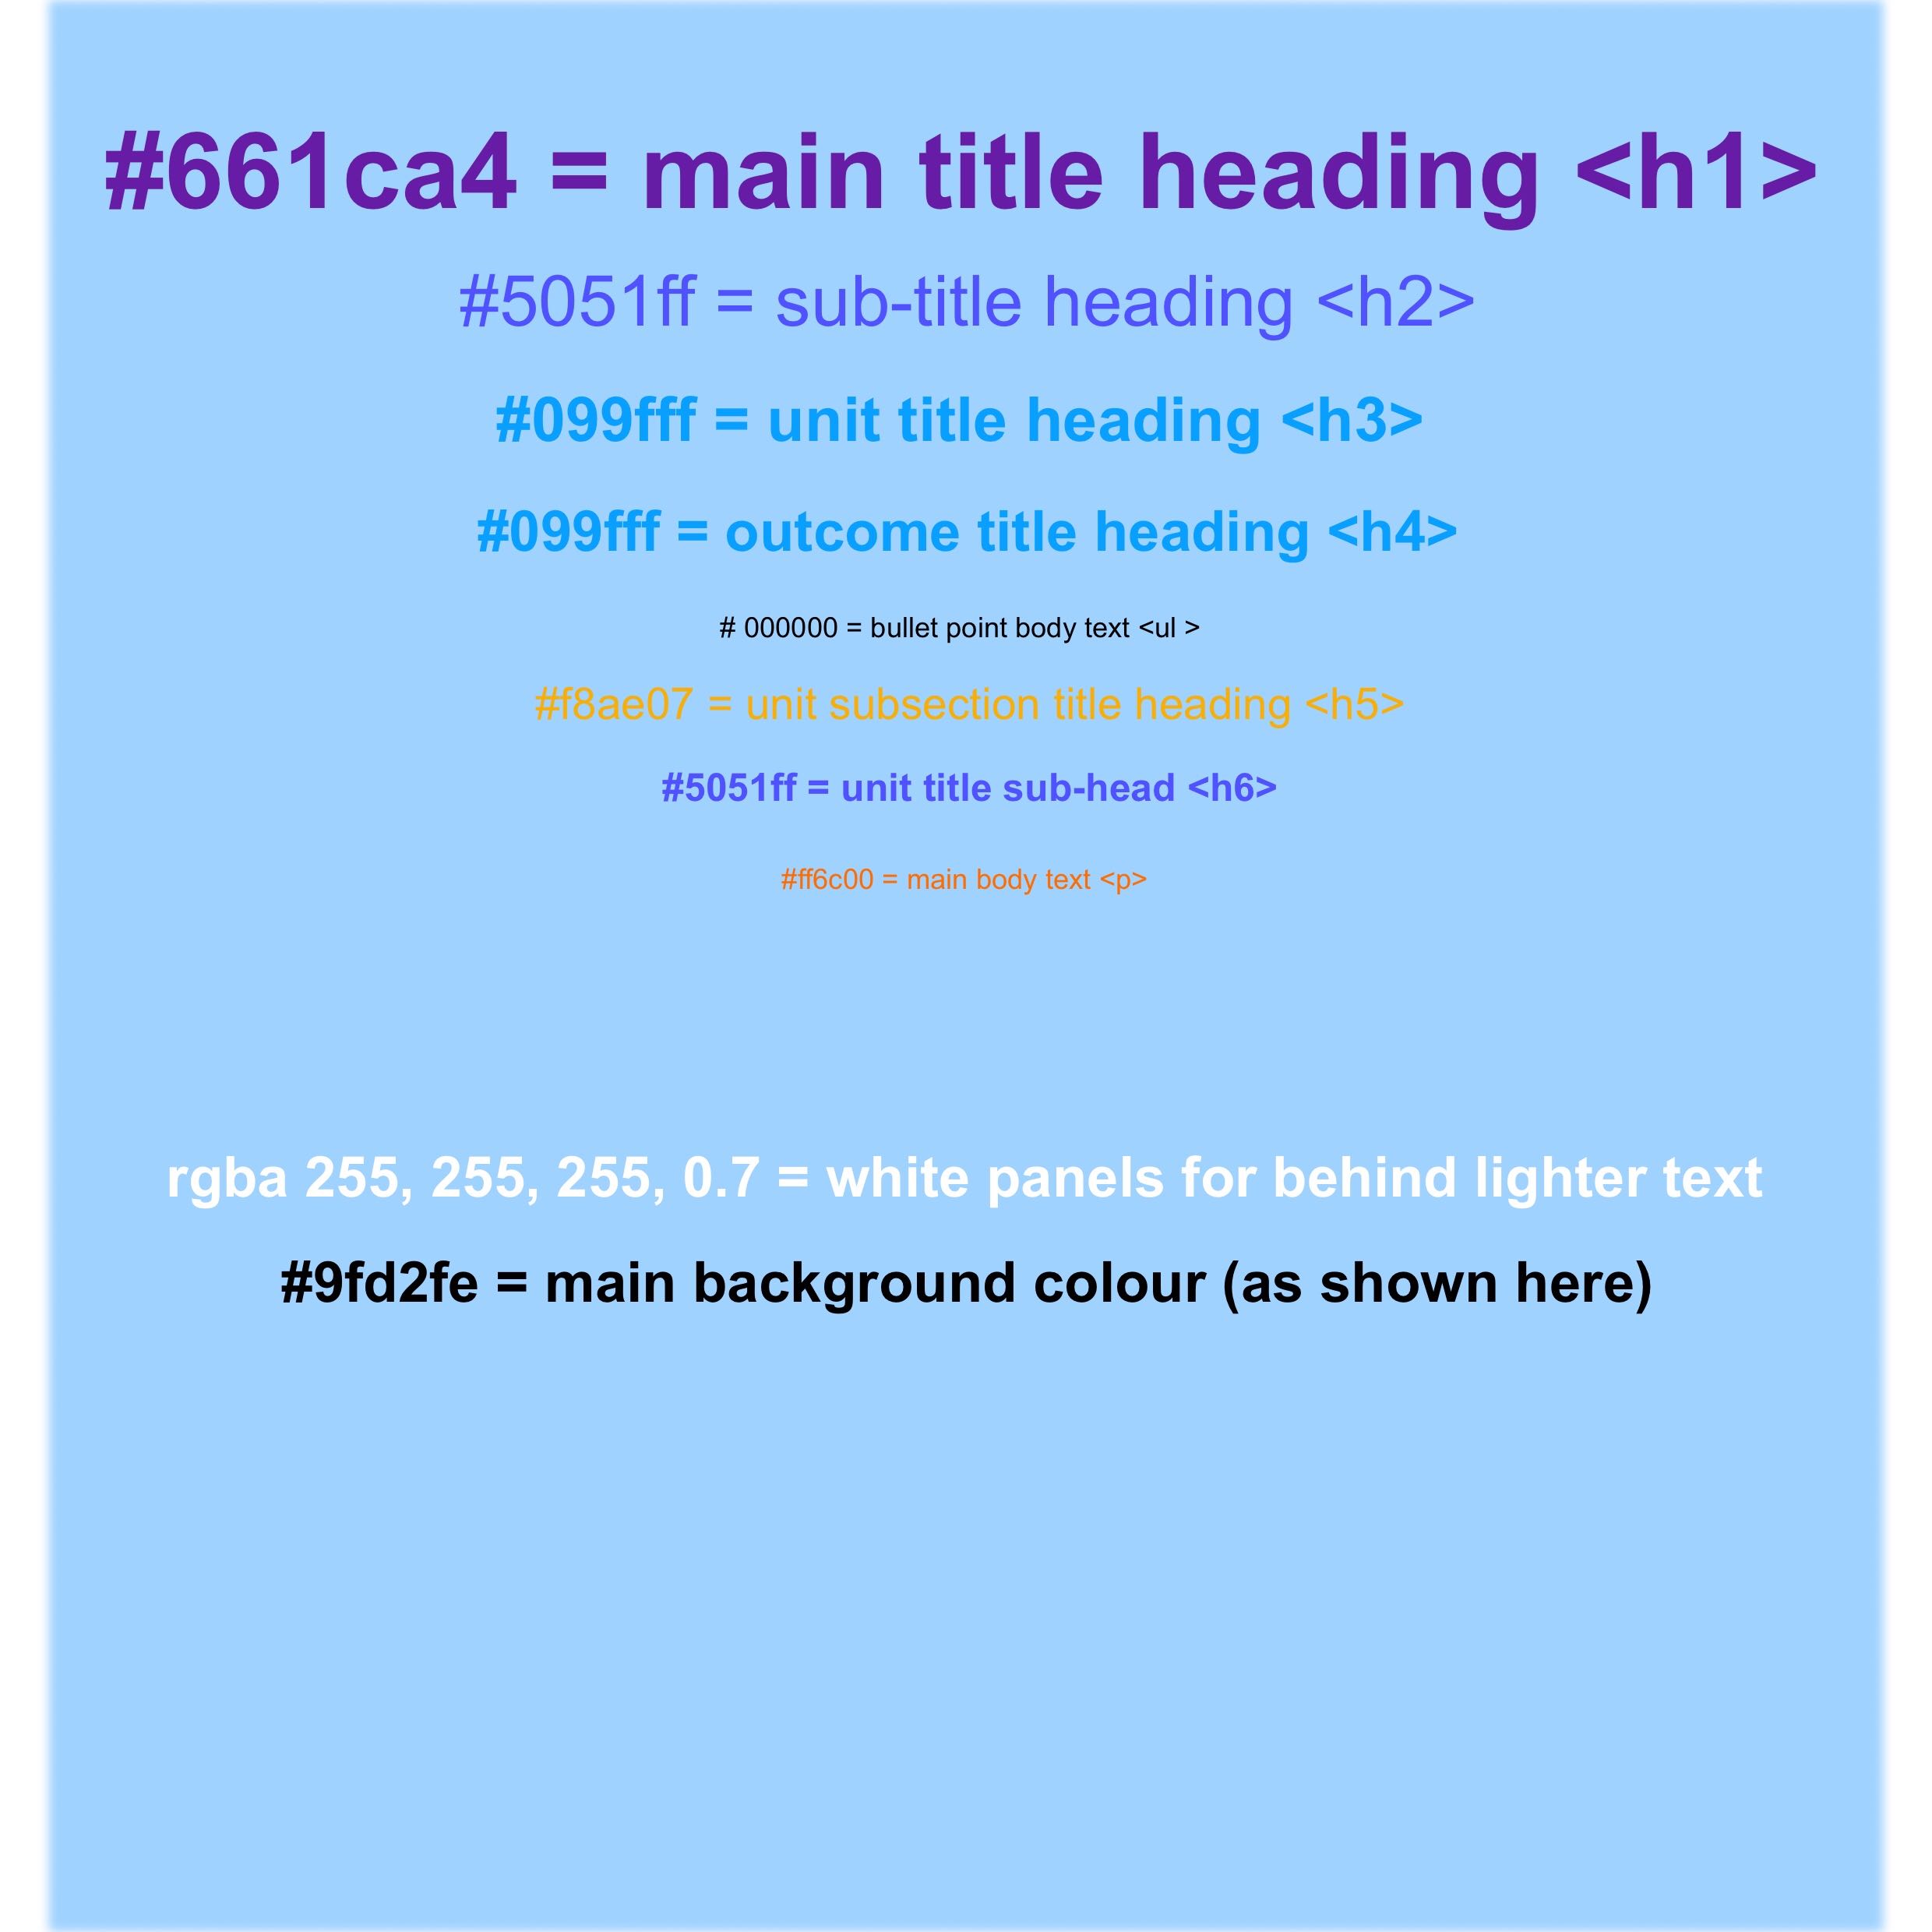 #661ca4 = main title heading <h1>
#5051ff = sub-title heading <h2>
#099fff = unit title heading <h3>
#099fff = outcome title heading <h4>
# 000000 = bullet point body text <ul >
#f8ae07 = unit subsection title heading <h5>
#5051ff = unit title sub-head <h6>
#ff6c00 = main body text <p>
rgba 255, 255, 255, 0.7 = white panels for behind lighter text
#9fd2fe = main background colour (as shown here)